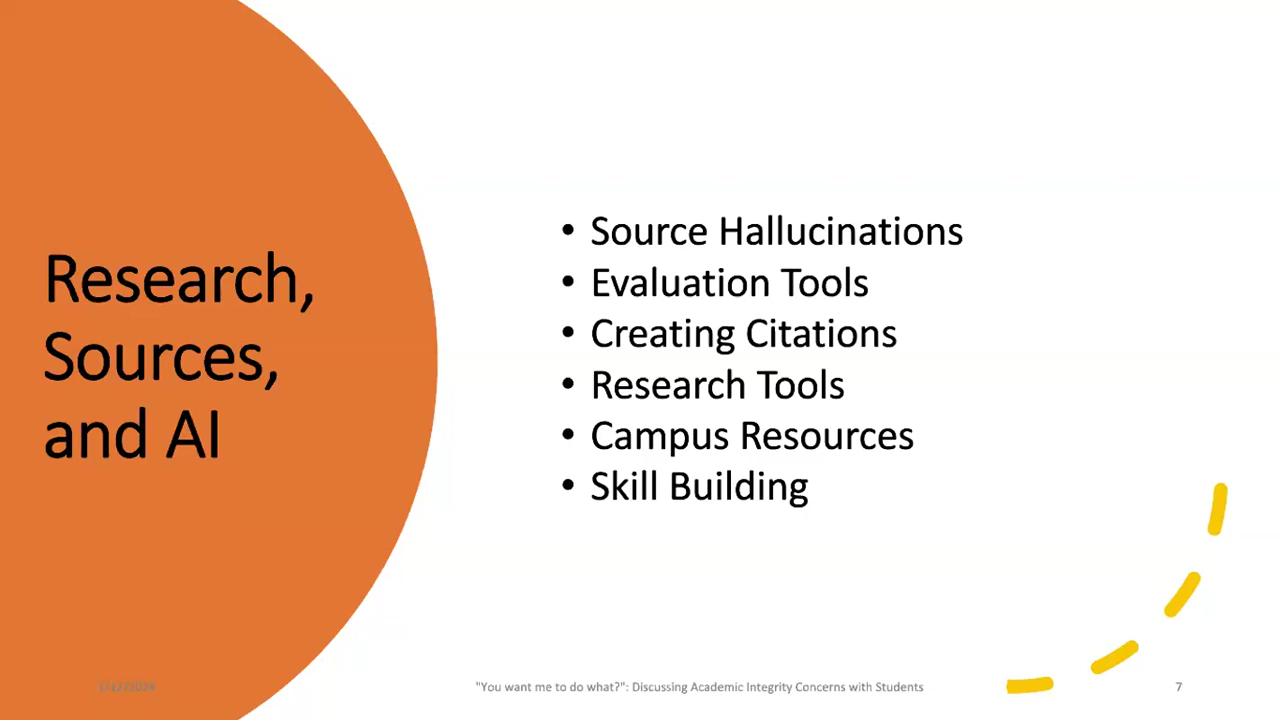 Research,
Sources,
and AI
• Source Hallucinations
• Evaluation Tools
• Creating Citations
• Research Tools
• Campus Resources
• Skill Building
"You want me to do what?": Discussing Academic Integrity Concerns with Students
7